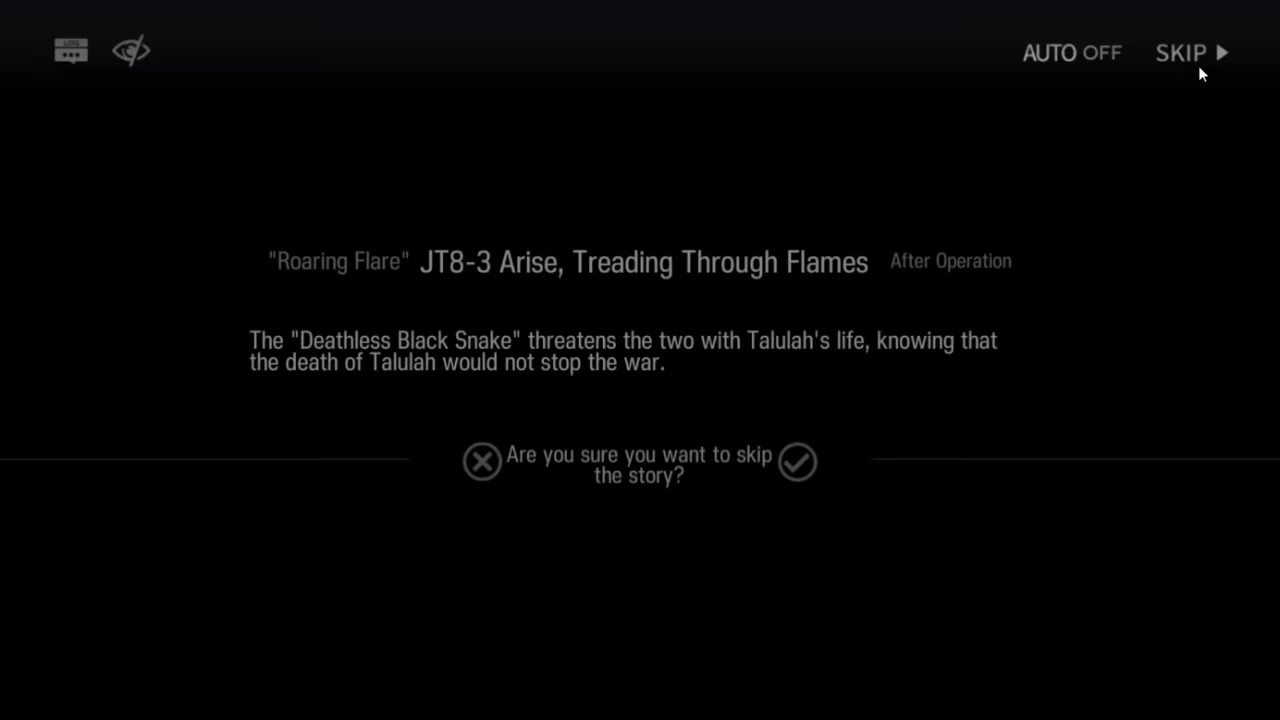 AUTO OFF SKIP
"Roaring Flare" JT8-3 Arise, Treading Through Flames After Operation
The "Deathless Black Snake" threatens the two with Talulah's life, knowing that
the death of Talulah would not stop the war.
Are you sure you want to skip
the story?